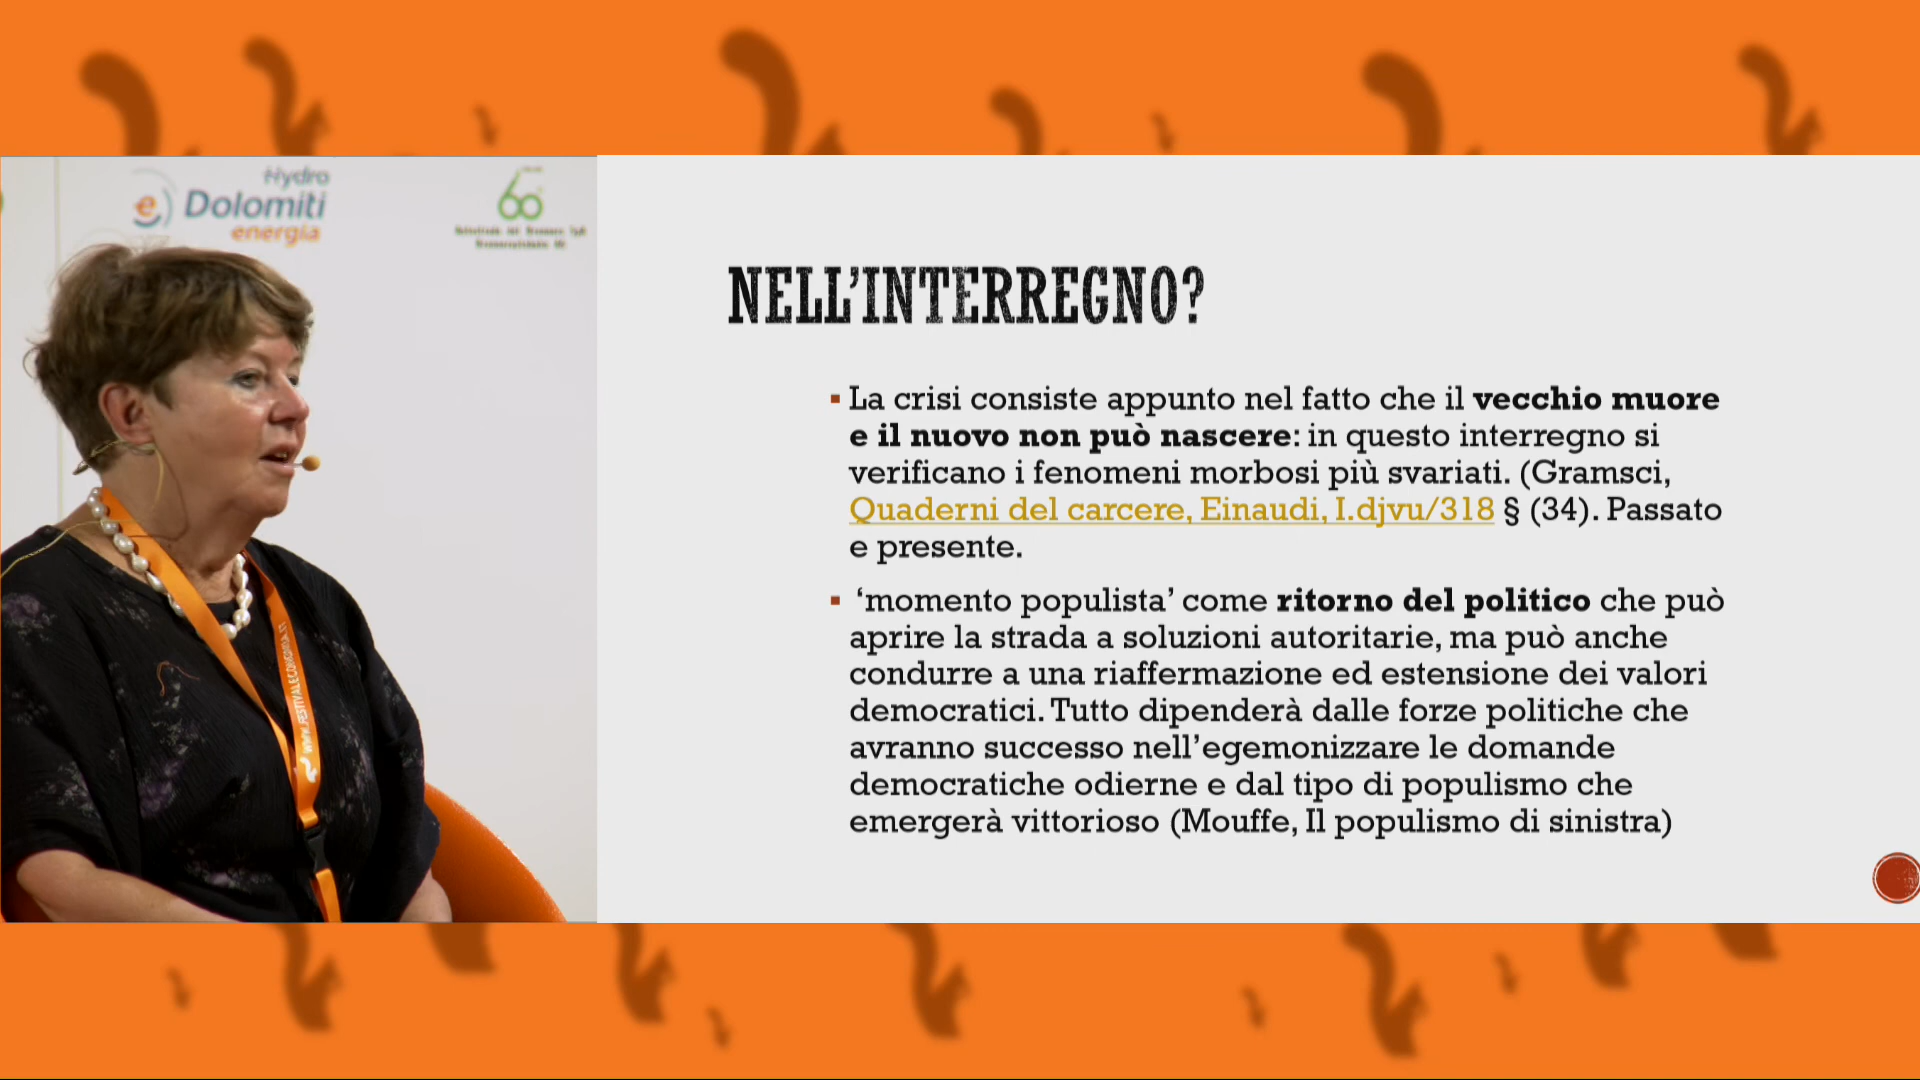 Hydro
Dolomiti
energia
60
NELL'INTERREGNO?
La crisi consiste appunto nel fatto che il vecchio muore
e il nuovo non può nascere: in questo interregno si
verificano i fenomeni morbosi più svariati. (Gramsci,
Quaderni del carcere, Einaudi, I.djvu/318 § (34). Passato
e presente.
‘momento populista’ come ritorno del politico che può
aprire la strada a soluzioni autoritarie, ma può anche
condurre a una riaffermazione ed estensione dei valori
democratici. Tutto dipenderà dalle forze politiche che
avranno successo nell’egemonizzare le domande
democratiche odierne e dal tipo di populismo che
emergerà vittorioso (Mouffe, Il populismo di sinistra)